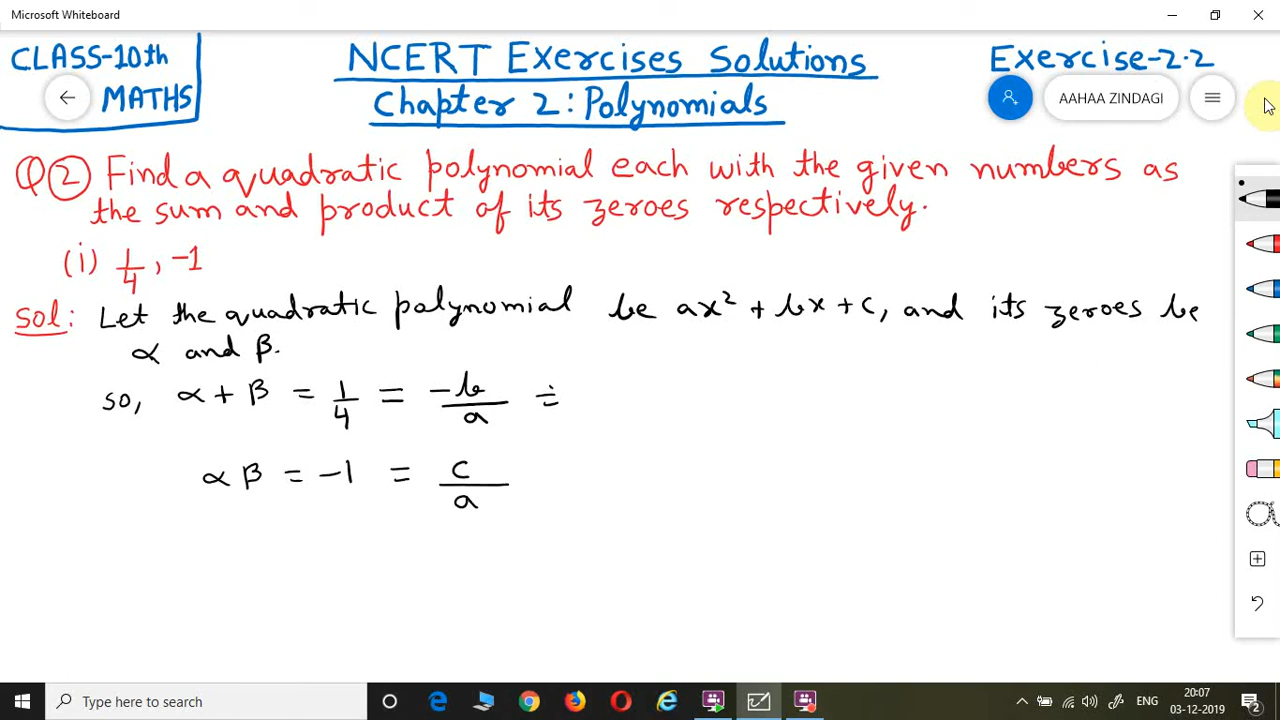 Microsoft Whiteboard
CLASS-10th
MATHS
NCERT Exercises Solutions
Chapter 2: Polynomials
Exercise-2.2
AAHAA ZINDAGI
Q② Find a quadratic polynomial each with the given numbers as
the sum and product of its zeroes respectively.
(i) 1/4, -1
Sol: Let the quadratic polynomial be ax² + bx + c, and its zeroes be
α and β.
so, α + β = 1/4 = -b/a =
αβ = -1 = c/a
Type here to search
ENG
20:07
03-12-2019
2